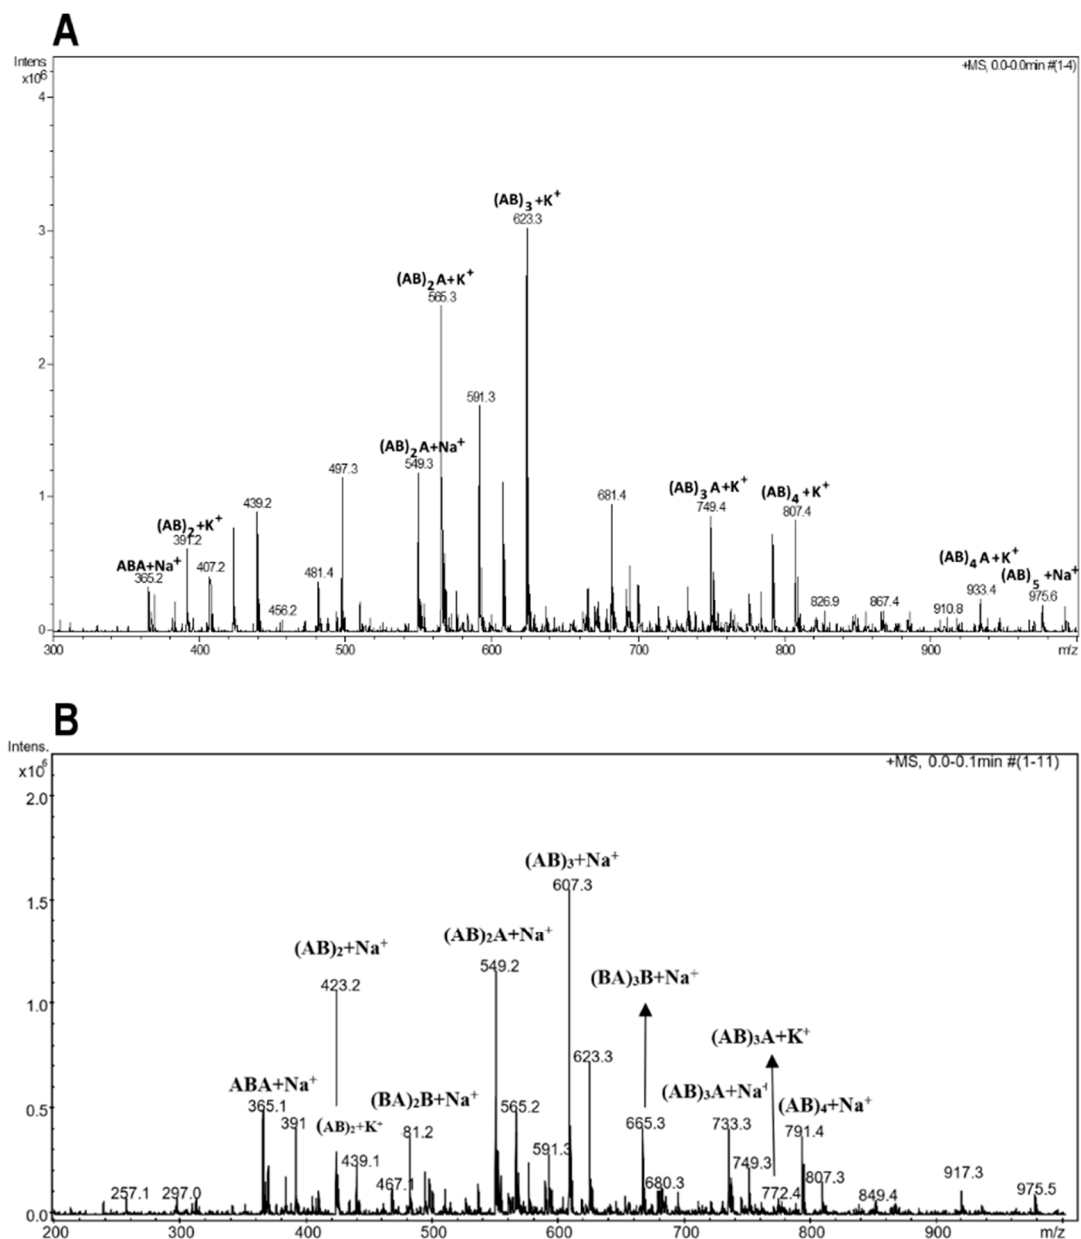 A
Intens
x10⁶
+MS, 0.0-0.0min #(1-4)
4
3
2
1
0
(AB)₃+K⁺
623.3
(AB)₂A+K⁺
565.3
591.3
(AB)₂A+Na⁺
549.3
497.3
439.2
(AB)₂+K⁺
391.2
ABA+Na⁺
365.2
407.2
456.2
481.4
681.4
(AB)₃A+K⁺
749.4
(AB)₄+K⁺
807.4
826.9
867.4
910.8
(AB)₄A+K⁺
933.4
(AB)₅+Na⁺
975.6
300 400 500 600 700 800 900 m/z
B
Intens.
x10⁶
+MS, 0.0-0.1min #(1-11)
2.0
1.5
1.0
0.5
0.0
(AB)₃+Na⁺
607.3
(AB)₂+Na⁺
423.2
(AB)₂A+Na⁺
549.2
(BA)₃B+Na⁺
623.3
(AB)₃A+K⁺
ABA+Na⁺
365.1
391
(BA)₂B+Na⁺
(AB)₂+K⁺
81.2
565.2
(AB)₃A+Na⁺
(AB)₄+Na⁺
665.3
733.3
791.4
439.1
467.1
591.3
680.3
749.3
772.4
807.3
849.4
917.3
975.5
257.1
297.0
200 300 400 500 600 700 800 900 m/z